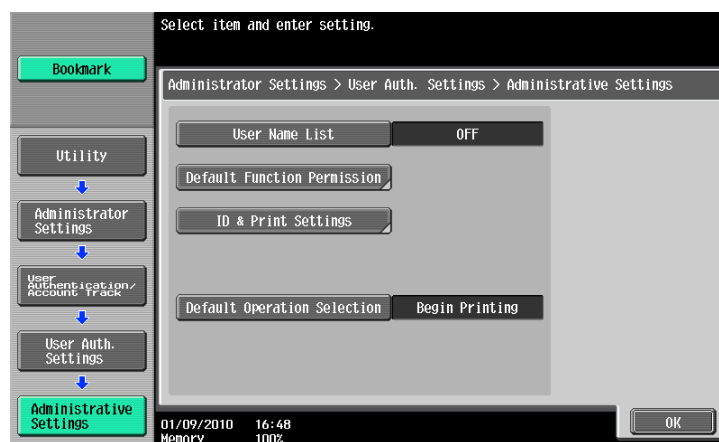 Select item and enter setting.
Bookmark
Administrator Settings > User Auth. Settings > Administrative Settings
User Name List
OFF
Default Function Permission
ID & Print Settings
Default Operation Selection
Begin Printing
Utility
Administrator
Settings
User
Authentication/
Account Track
User Auth.
Settings
Administrative
Settings
01/09/2010 16:48
Memory 100%
OK